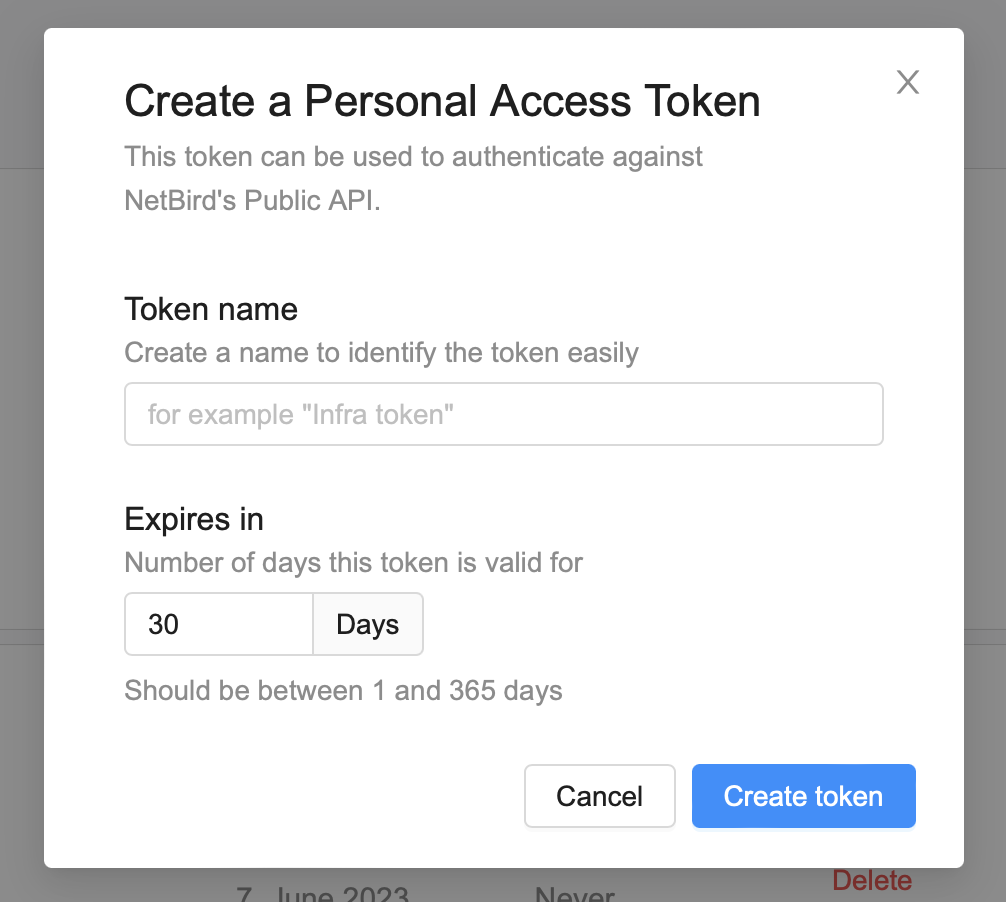 Create a Personal Access Token
This token can be used to authenticate against
NetBird's Public API.
Token name
Create a name to identify the token easily
for example "Infra token"
Expires in
Number of days this token is valid for
30 Days
Should be between 1 and 365 days
Cancel Create token
7. June 2023 Never Delete